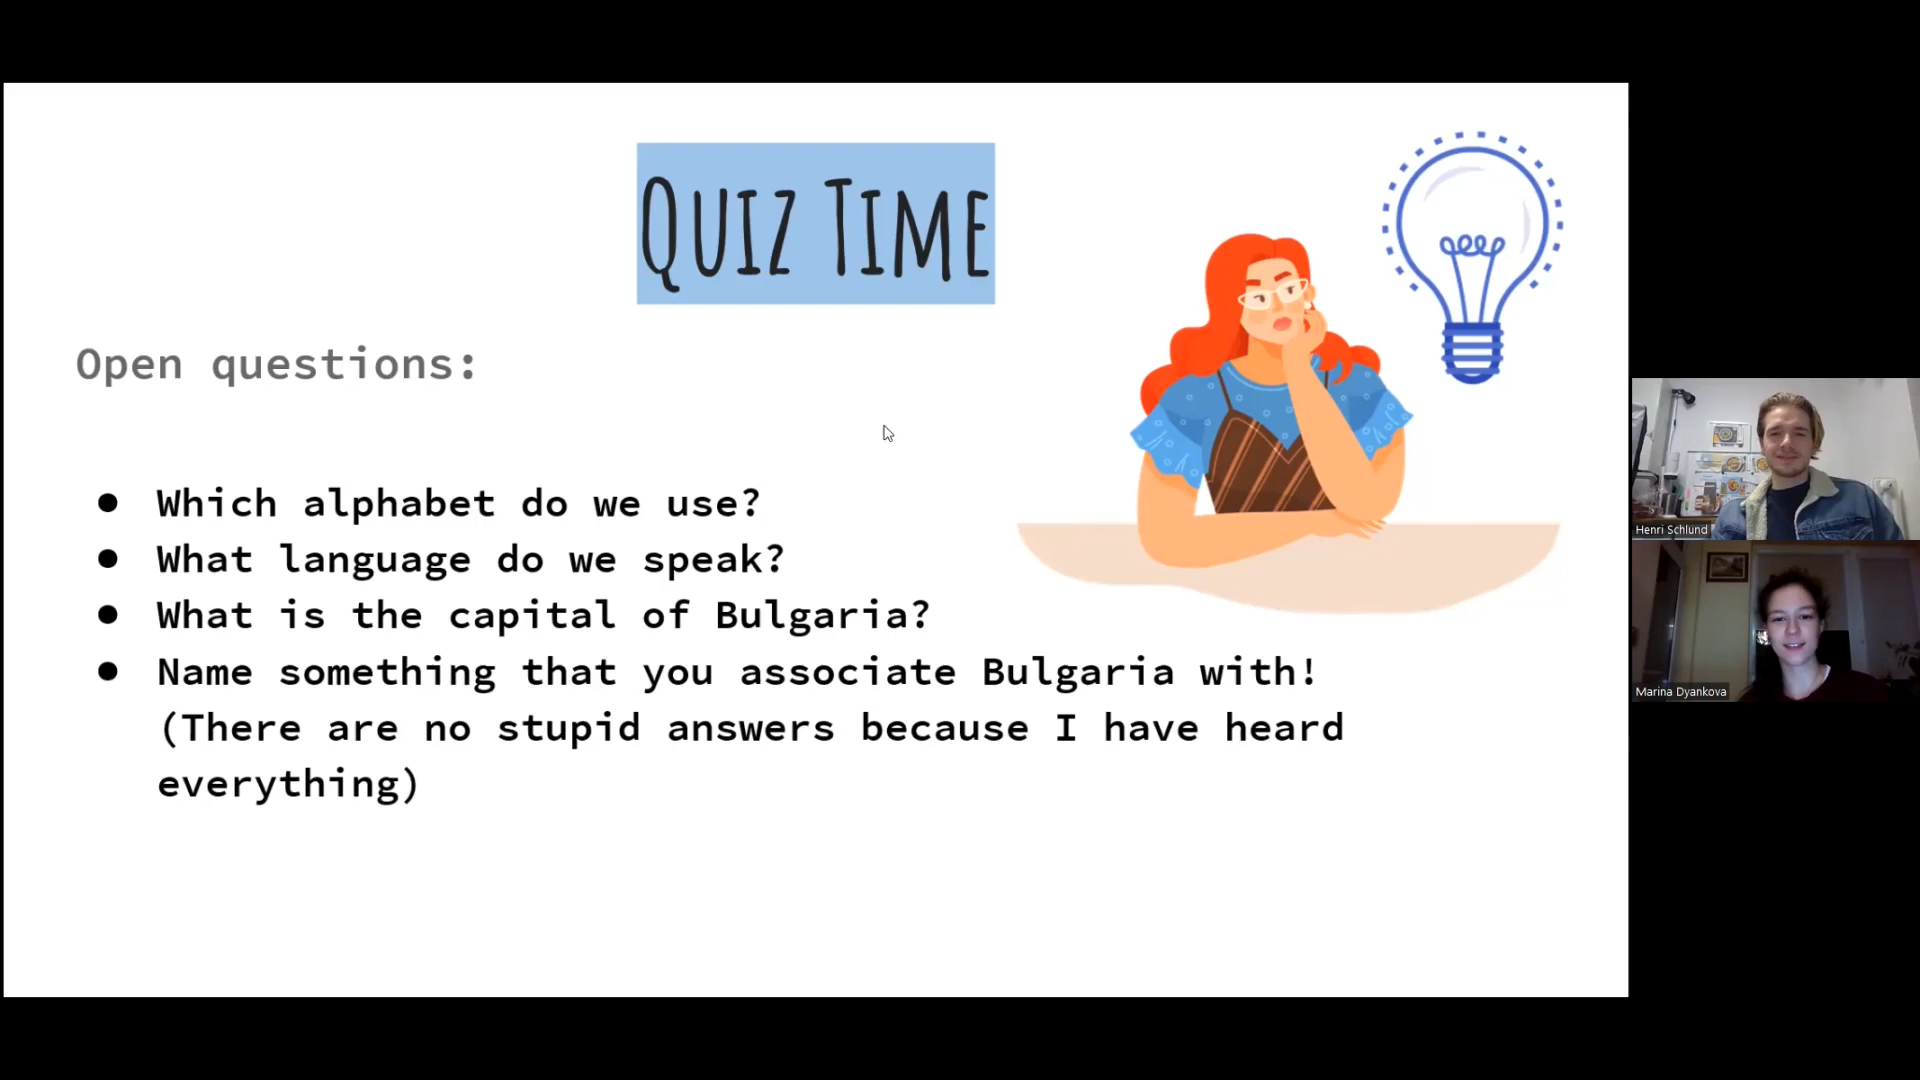 Quiz Time
Open questions:
● Which alphabet do we use?
● What language do we speak?
● What is the capital of Bulgaria?
● Name something that you associate Bulgaria with!
(There are no stupid answers because I have heard
everything)
Henri Schlund
Marina Dyankova